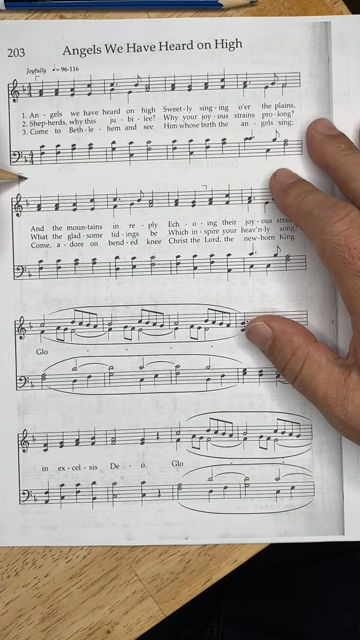 203
Angels We Have Heard on High
Joyfully ♩= 96-116
1. An - gels we have heard on high Sweet - ly sing - ing o'er the plains,
2. Shep-herds, why this ju - bi - lee? Why your joy - ous strains pro - long?
3. Come to Beth - le - hem and see Him whose birth the an - gels sing;
And the moun-tains in re - ply Ech - o - ing their joy - ous strain
What the glad - some tid - ings be Which in - spire your heav'n-ly song
Come, a - dore on bend - ed knee Christ the Lord, the new-born King
Glo - - -
in ex - cel - sis De - o. Glo - -